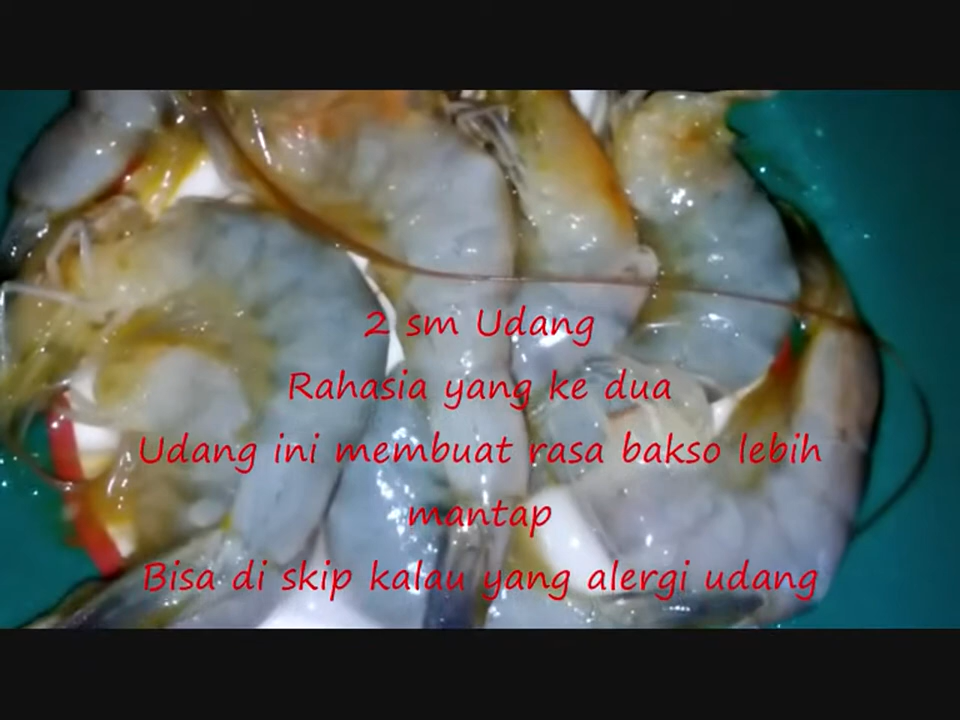 2 sm Udang
Rahasia yang ke dua
Udang ini membuat rasa bakso lebih
mantap
Bisa di skip kalau yang alergi udang